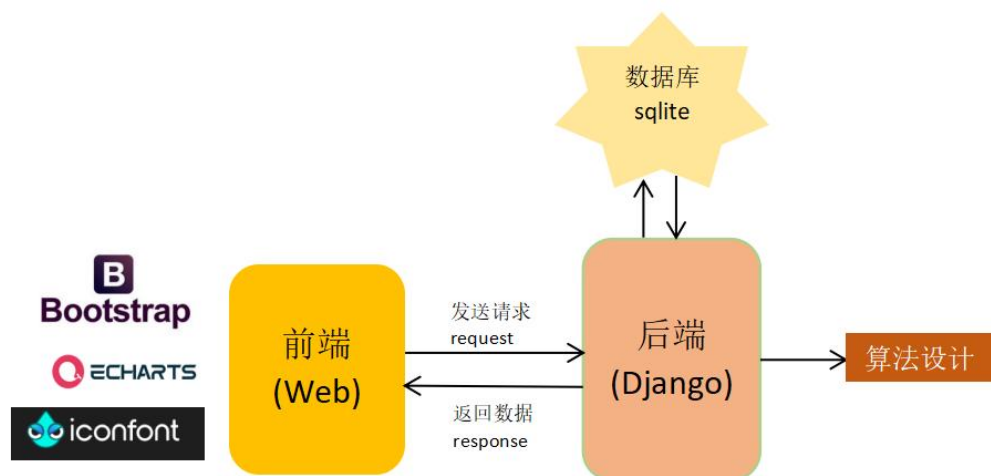 数据库
sqlite
B
Bootstrap
ECHARTS
iconfont
前端
(Web)
发送请求
request
返回数据
response
后端
(Django)
算法设计